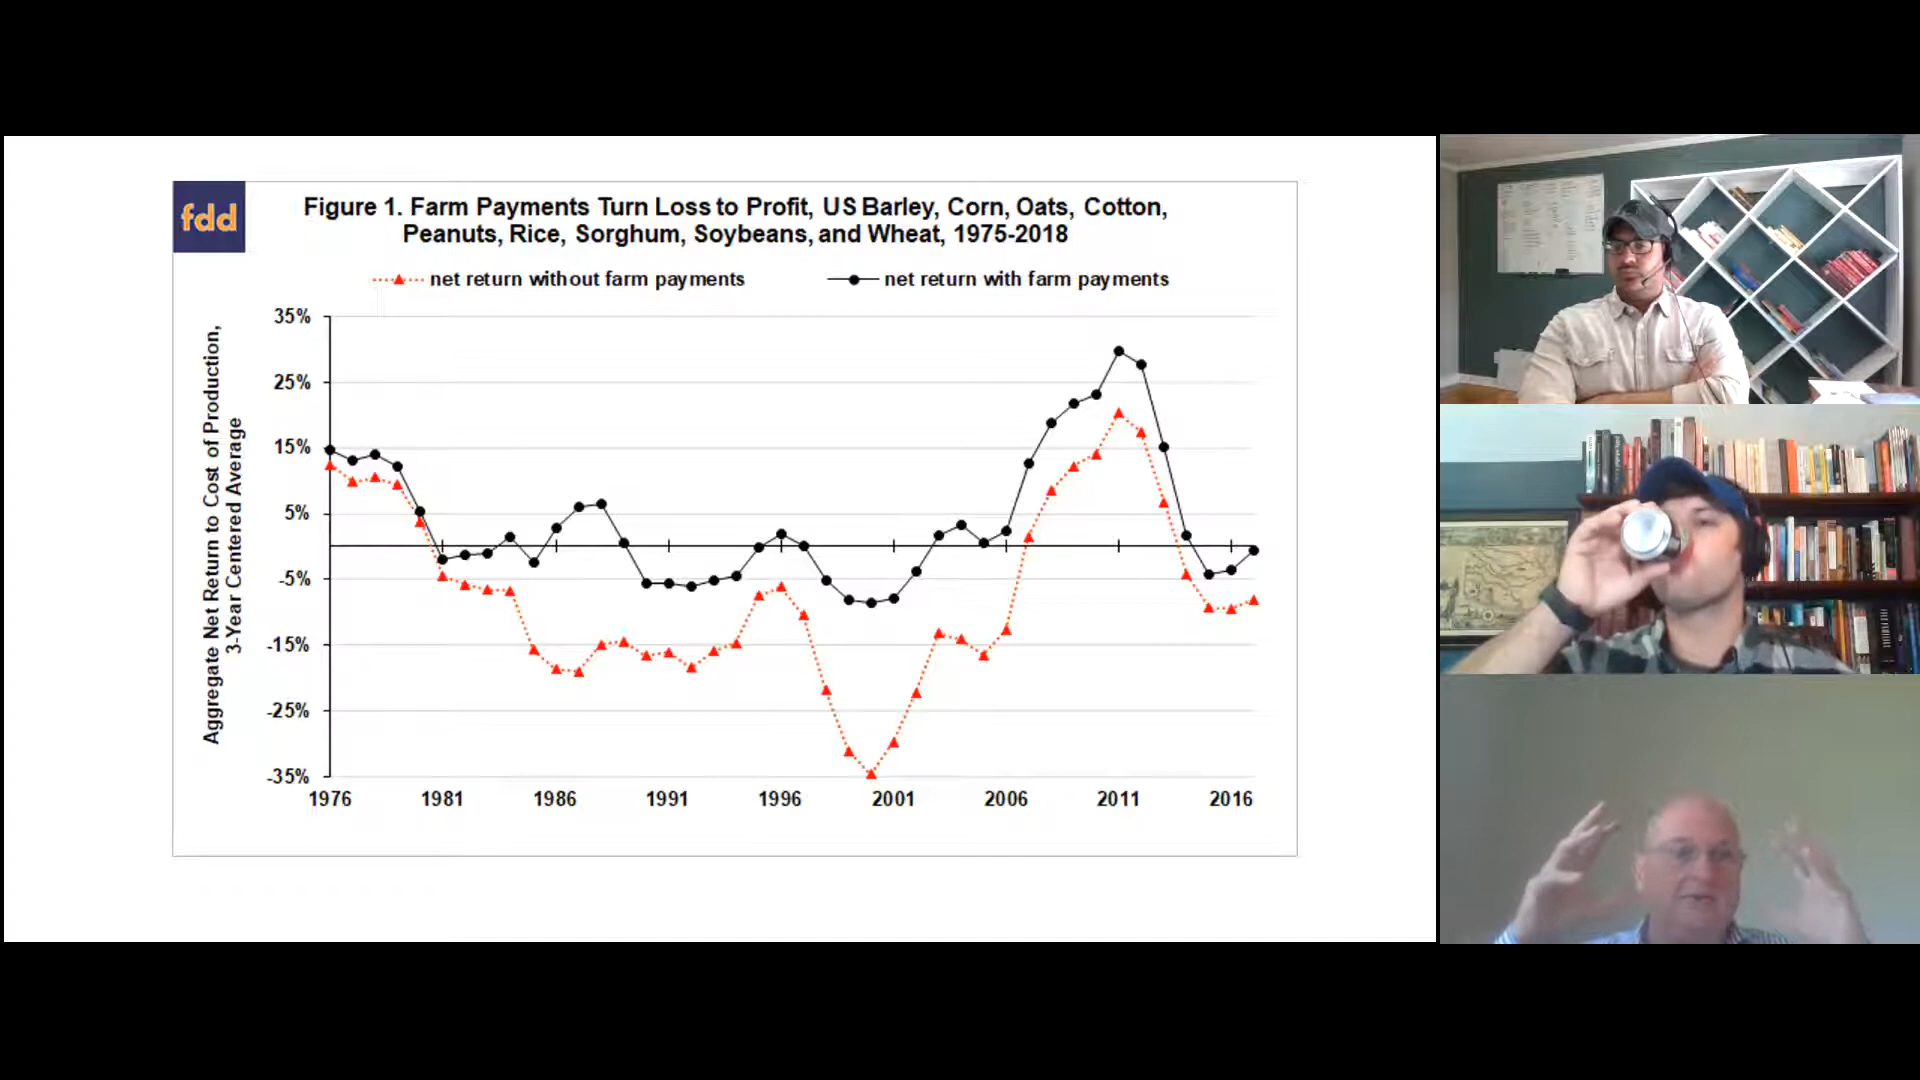 fdd
Figure 1. Farm Payments Turn Loss to Profit, US Barley, Corn, Oats, Cotton,
Peanuts, Rice, Sorghum, Soybeans, and Wheat, 1975-2018
net return without farm payments
net return with farm payments
Aggregate Net Return to Cost of Production,
3-Year Centered Average
35%
25%
15%
5%
-5%
-15%
-25%
-35%
1976 1981 1986 1991 1996 2001 2006 2011 2016